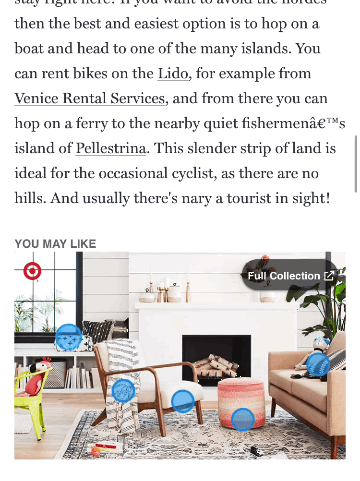 stay right here! If you want to avoid the hordes
then the best and easiest option is to hop on a
boat and head to one of the many islands. You
can rent bikes on the Lido, for example from
Venice Rental Services, and from there you can
hop on a ferry to the nearby quiet fishermenâ€™s
island of Pellestrina. This slender strip of land is
ideal for the occasional cyclist, as there are no
hills. And usually there's nary a tourist in sight!
YOU MAY LIKE
Full Collection